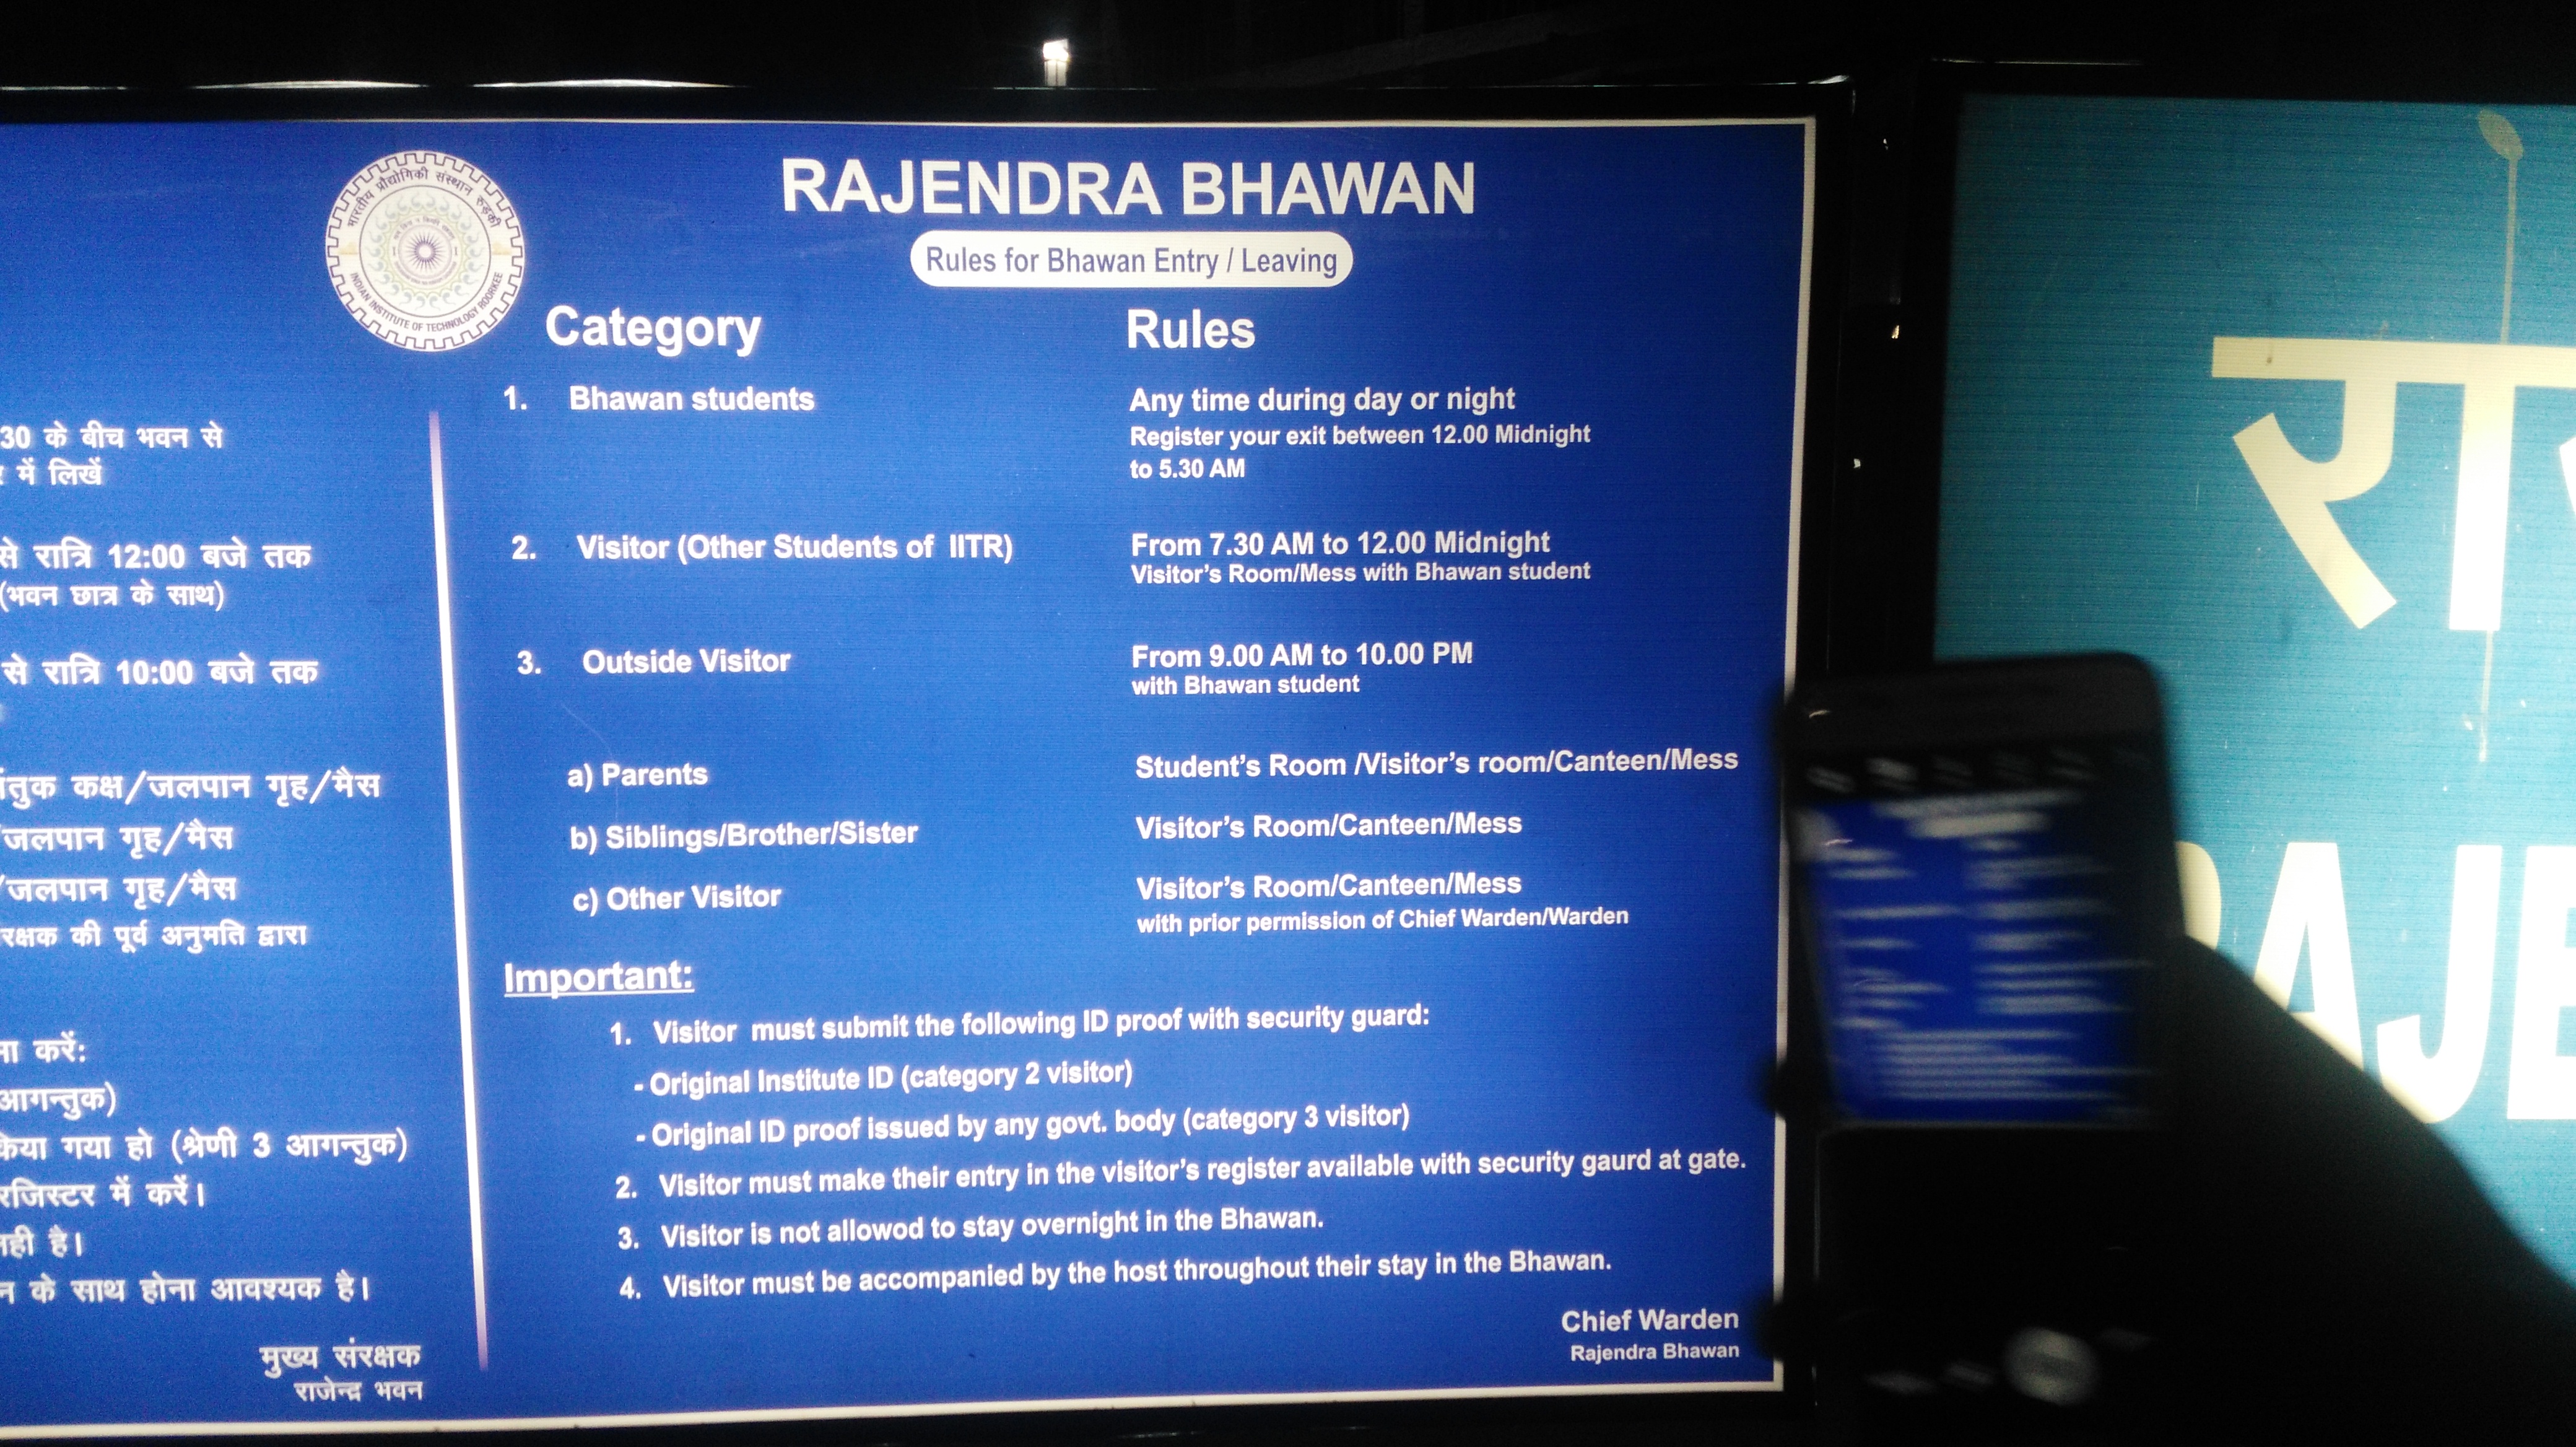 30 के बीच भवन से
में लिखें
से रात्रि 12:00 बजे तक
(भवन छात्र के साथ)
से रात्रि 10:00 बजे तक
कक्ष/जलपान गृह/मैस
/जलपान गृह/मैस
/जलपान गृह/मैस
की पूर्व अनुमति द्वारा
करें:
आगन्तुक)
गया हो (श्रेणी 3 आगन्तुक)
रजिस्टर में करें।
है।
के साथ होना आवश्यक है।
मुख्य संरक्षक
राजेन्द्र भवन
भारतीय प्रौद्योगिकी संस्थान रुड़की
INDIAN INSTITUTE OF TECHNOLOGY ROORKEE
RAJENDRA BHAWAN
Rules for Bhawan Entry / Leaving
Category Rules
1. Bhawan students Any time during day or night
Register your exit between 12.00 Midnight
to 5.30 AM
2. Visitor (Other Students of IITR) From 7.30 AM to 12.00 Midnight
Visitor's Room/Mess with Bhawan student
3. Outside Visitor From 9.00 AM to 10.00 PM
with Bhawan student
a) Parents Student's Room /Visitor's room/Canteen/Mess
b) Siblings/Brother/Sister Visitor's Room/Canteen/Mess
c) Other Visitor Visitor's Room/Canteen/Mess
with prior permission of Chief Warden/Warden
Important:
1. Visitor must submit the following ID proof with security guard:
- Original Institute ID (category 2 visitor)
- Original ID proof issued by any govt. body (category 3 visitor)
2. Visitor must make their entry in the visitor's register available with security gaurd at gate.
3. Visitor is not allowod to stay overnight in the Bhawan.
4. Visitor must be accompanied by the host throughout their stay in the Bhawan.
Chief Warden
Rajendra Bhawan
रा
RAJE